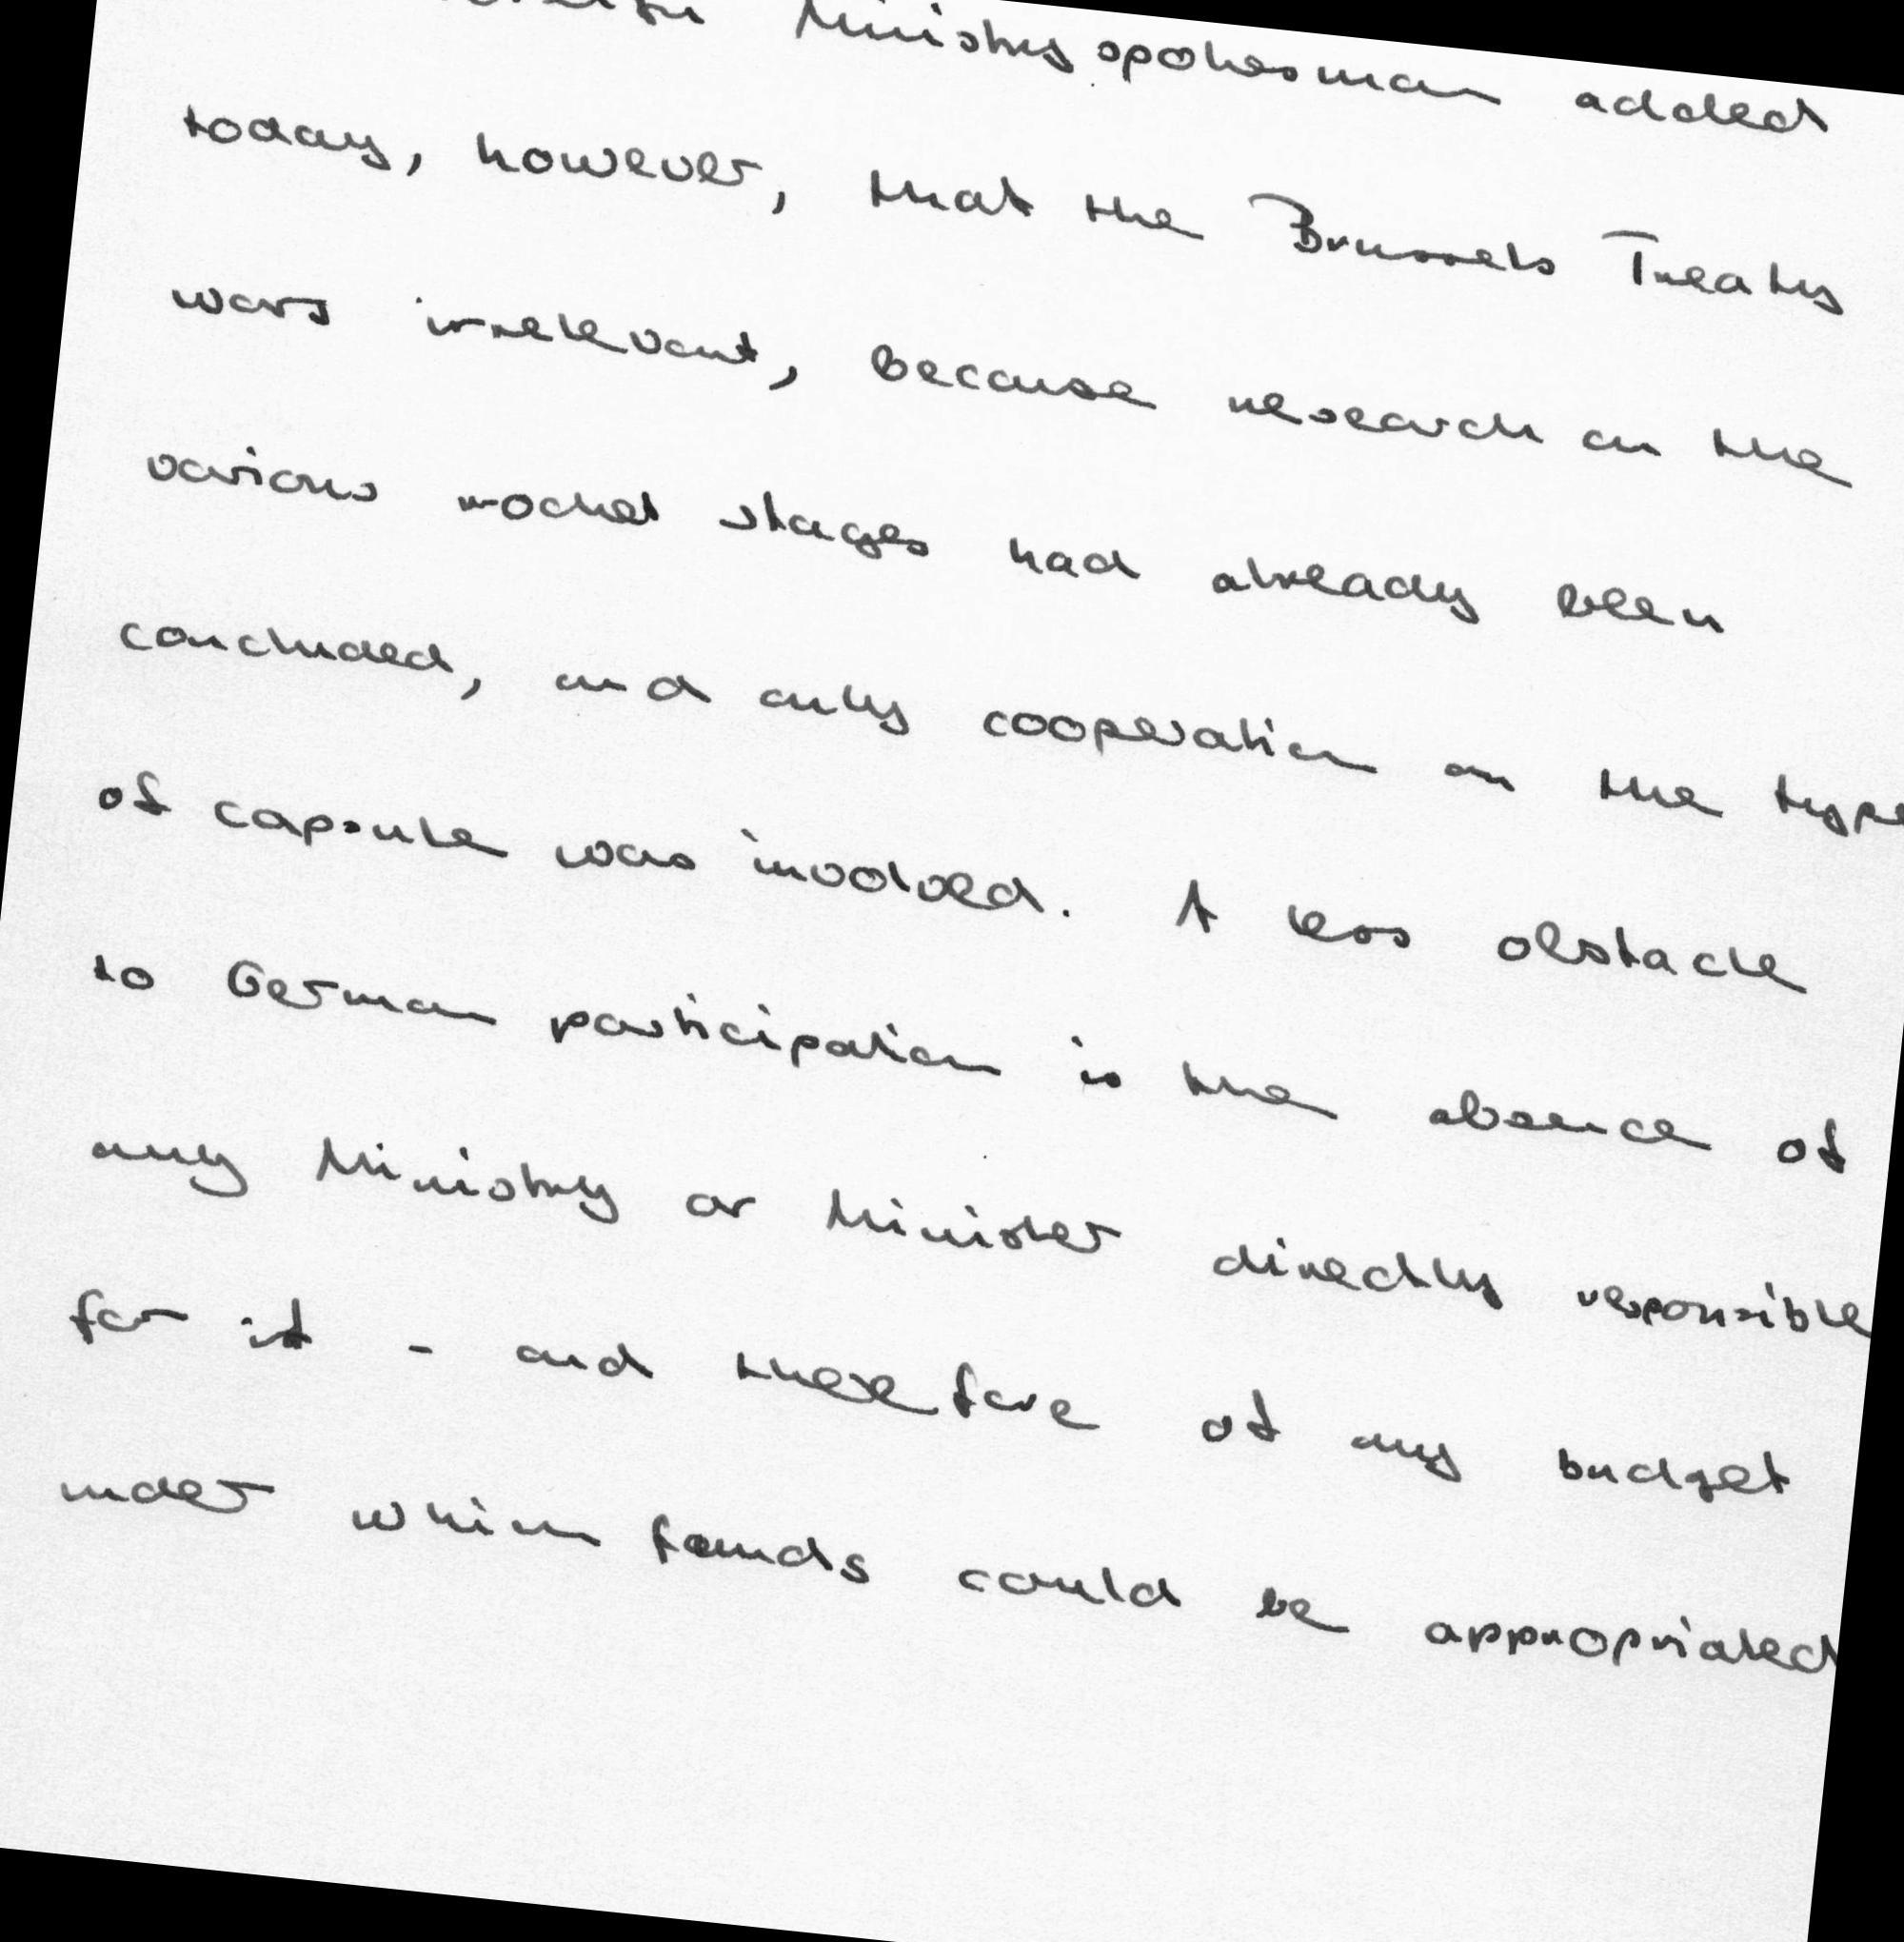 Ministry spokesman added
today, however, that the Brussels Treaty
was irrelevant, because research on the
various rocket stages had already been
concluded, and only cooperation on the type
of capsule was involved. A less obstacle
to German participation is the absence of
any Ministry or Minister directly responsible
for it - and therefore of any budget
under which funds could be appropriated